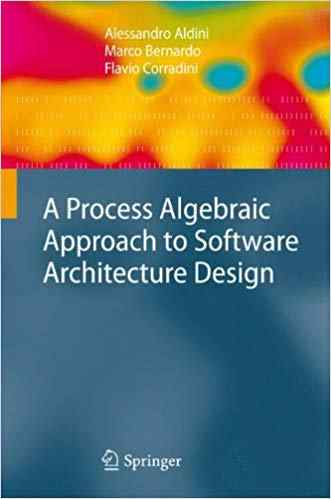 Alessandro Aldini
Marco Bernardo
Flavio Corradini
A Process Algebraic
Approach to Software
Architecture Design
Springer